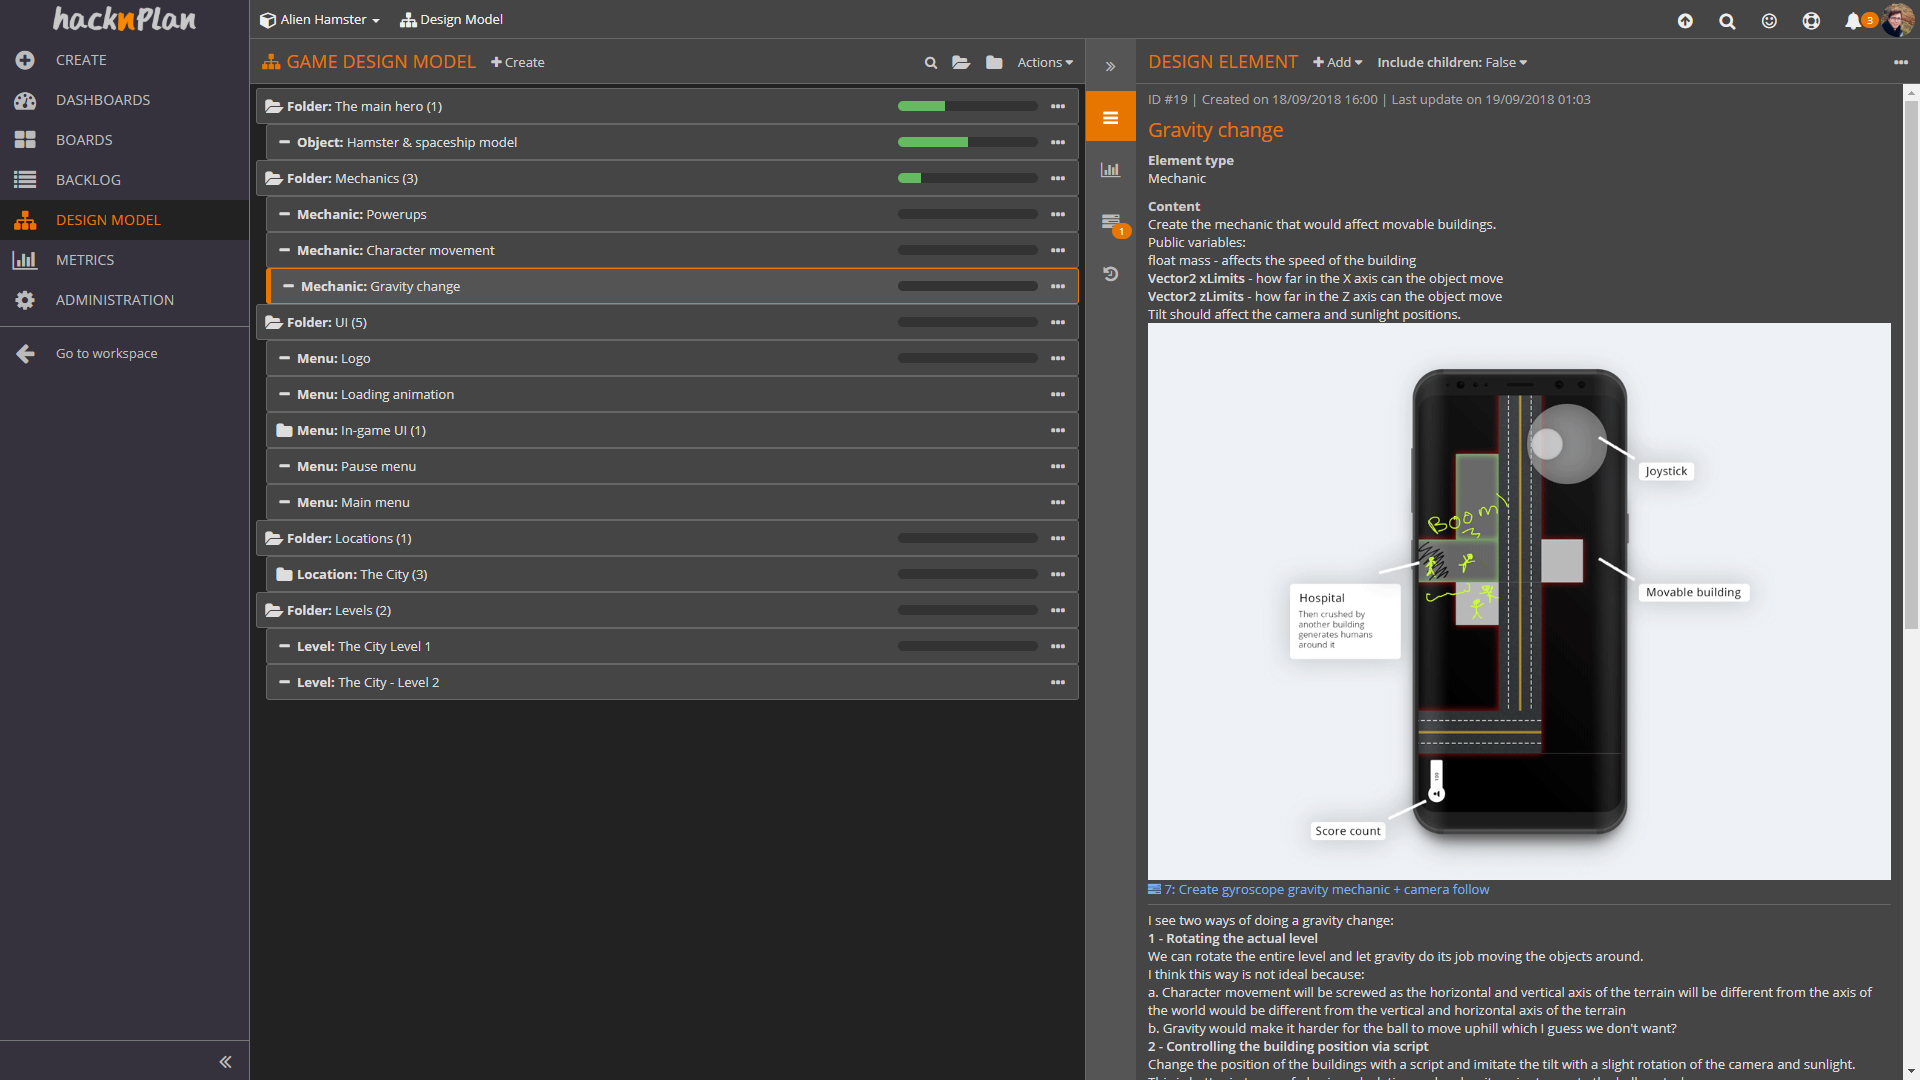 hacknPlan
CREATE
DASHBOARDS
BOARDS
BACKLOG
DESIGN MODEL
METRICS
ADMINISTRATION
Go to workspace
Alien Hamster
Design Model
3
GAME DESIGN MODEL
Create
Actions
Folder: The main hero (1)
Object: Hamster & spaceship model
Folder: Mechanics (3)
Mechanic: Powerups
Mechanic: Character movement
Mechanic: Gravity change
Folder: UI (5)
Menu: Logo
Menu: Loading animation
Menu: In-game UI (1)
Menu: Pause menu
Menu: Main menu
Folder: Locations (1)
Location: The City (3)
Folder: Levels (2)
Level: The City Level 1
Level: The City - Level 2
1
DESIGN ELEMENT
Add
Include children: False
ID #19 | Created on 18/09/2018 16:00 | Last update on 19/09/2018 01:03
Gravity change
Element type
Mechanic
Content
Create the mechanic that would affect movable buildings.
Public variables:
float mass - affects the speed of the building
Vector2 xLimits - how far in the X axis can the object move
Vector2 zLimits - how far in the Z axis can the object move
Tilt should affect the camera and sunlight positions.
Joystick
BOOM
Hospital
Then crushed by
another building
generates humans
around it
Movable building
Score count
7: Create gyroscope gravity mechanic + camera follow
I see two ways of doing a gravity change:
1 - Rotating the actual level
We can rotate the entire level and let gravity do its job moving the objects around.
I think this way is not ideal because:
a. Character movement will be screwed as the horizontal and vertical axis of the terrain will be different from the axis of
the world would be different from the vertical and horizontal axis of the terrain
b. Gravity would make it harder for the ball to move uphill which I guess we don't want?
2 - Controlling the building position via script
Change the position of the buildings with a script and imitate the tilt with a slight rotation of the camera and sunlight.